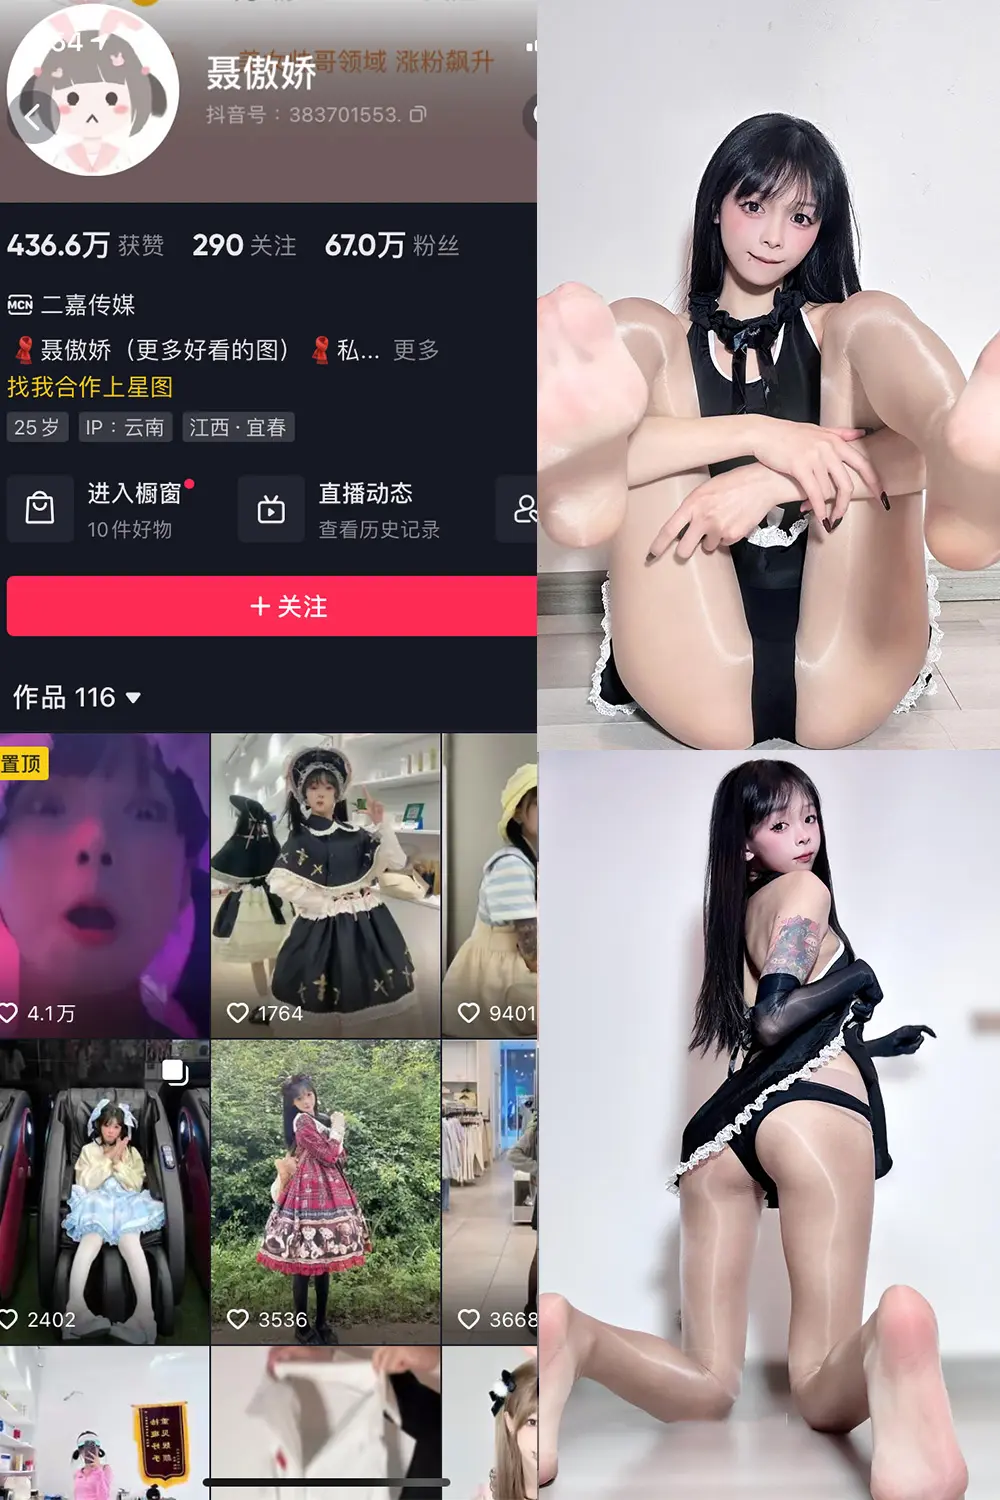 聂傲娇
哥领域 涨粉飙升
抖音号：383701553.
436.6万 获赞 290 关注 67.0万 粉丝
MCN 二嘉传媒
聂傲娇（更多好看的图） 私... 更多
找我合作上星图
25岁 IP：云南 江西·宜春
进入橱窗 直播动态
10件好物 查看历史记录
+ 关注
作品 116
置顶
4.1万 1764 9401
2402 3536 3668